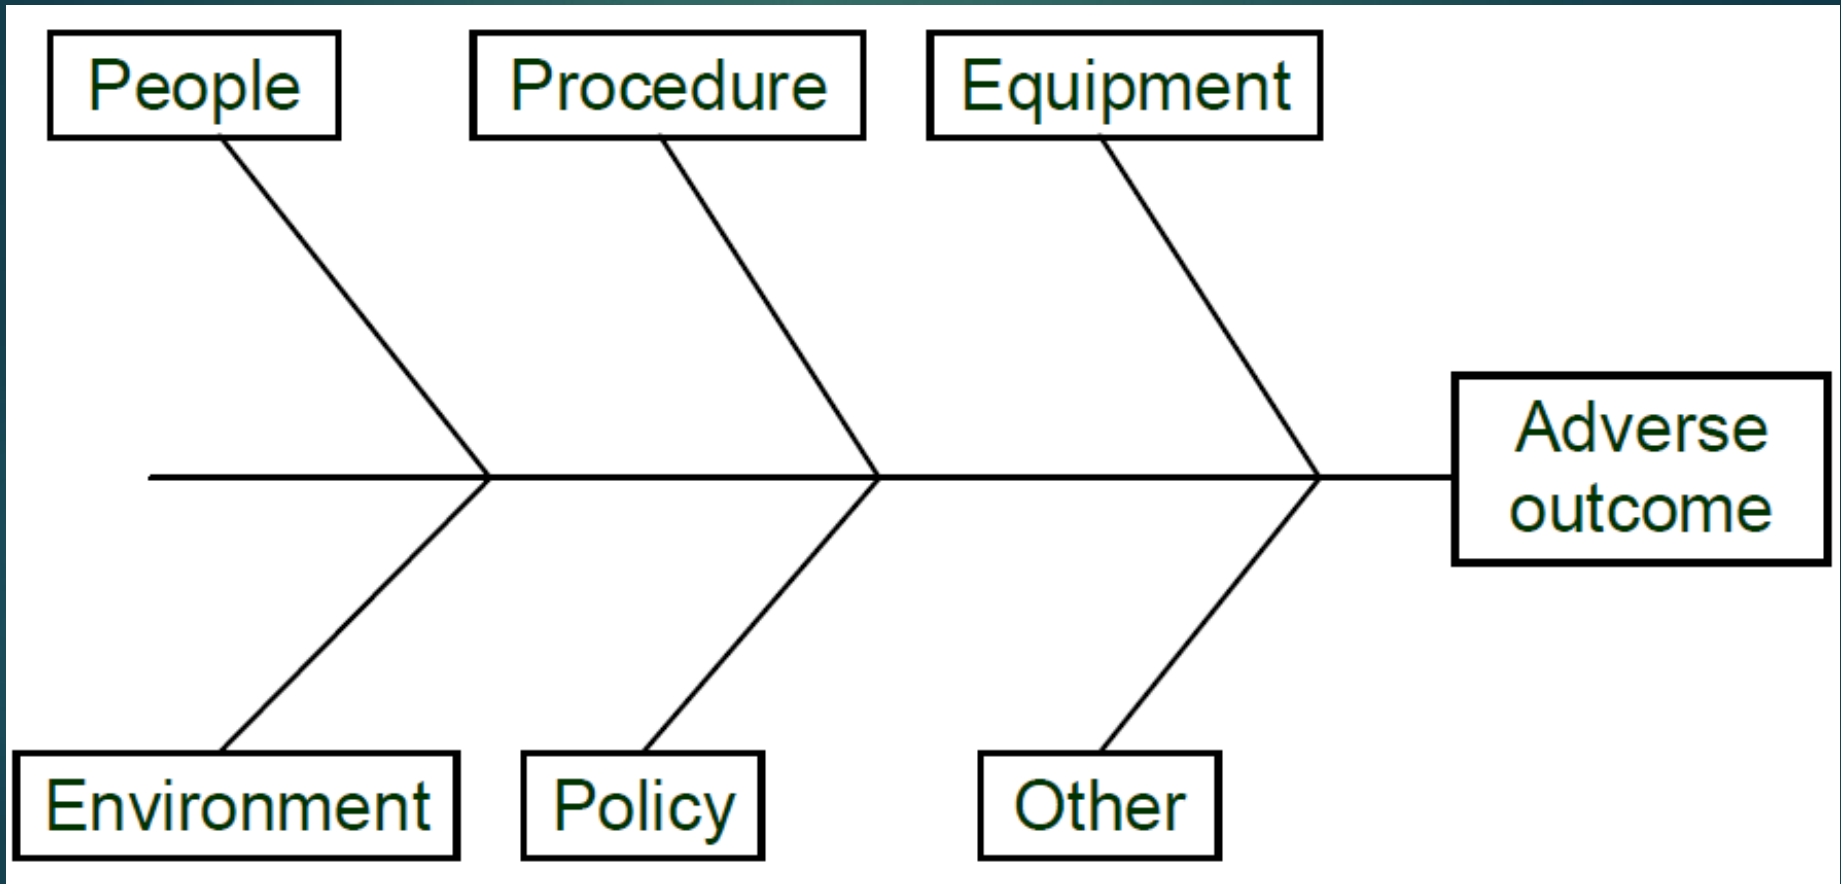 People
Procedure
Equipment
Adverse
outcome
Environment
Policy
Other